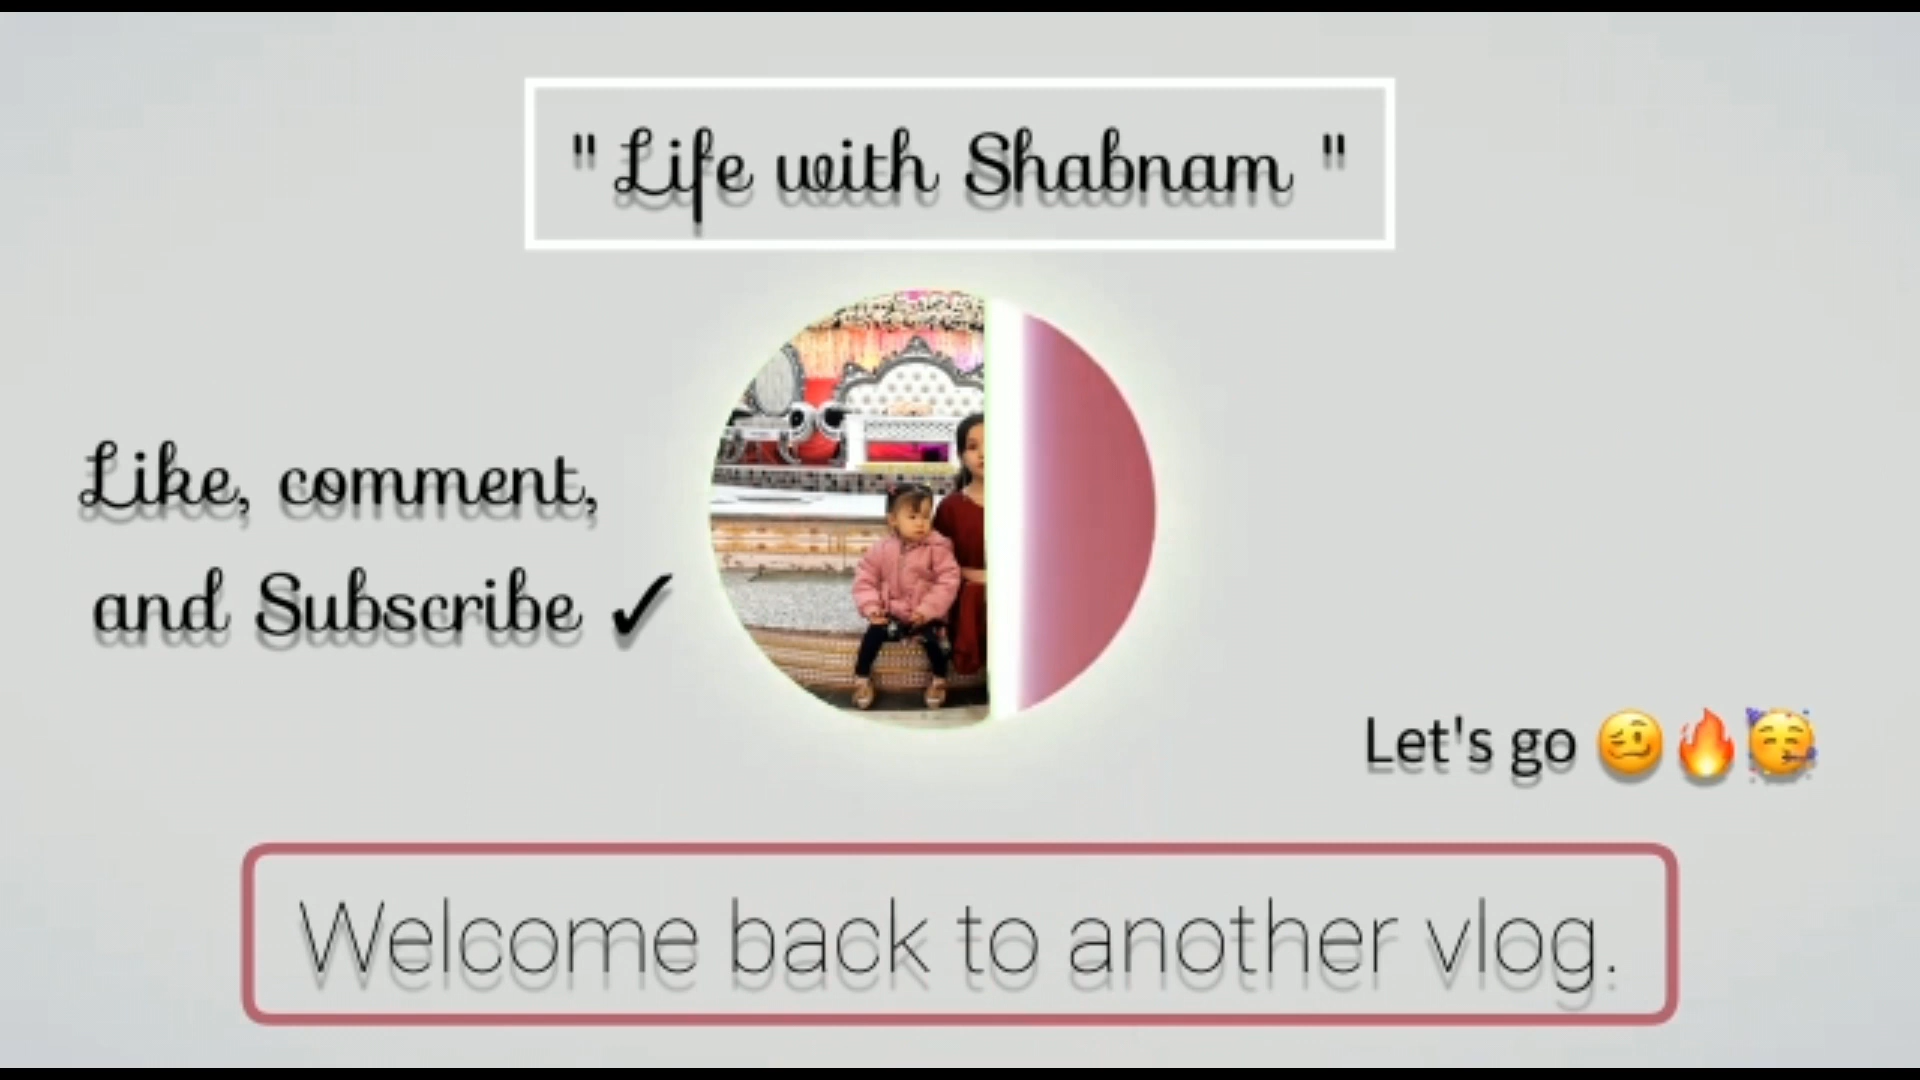 " Life with Shabnam "
Like, comment,
and Subscribe ✓
Let's go 🥴🔥🥳
Welcome back to another vlog.